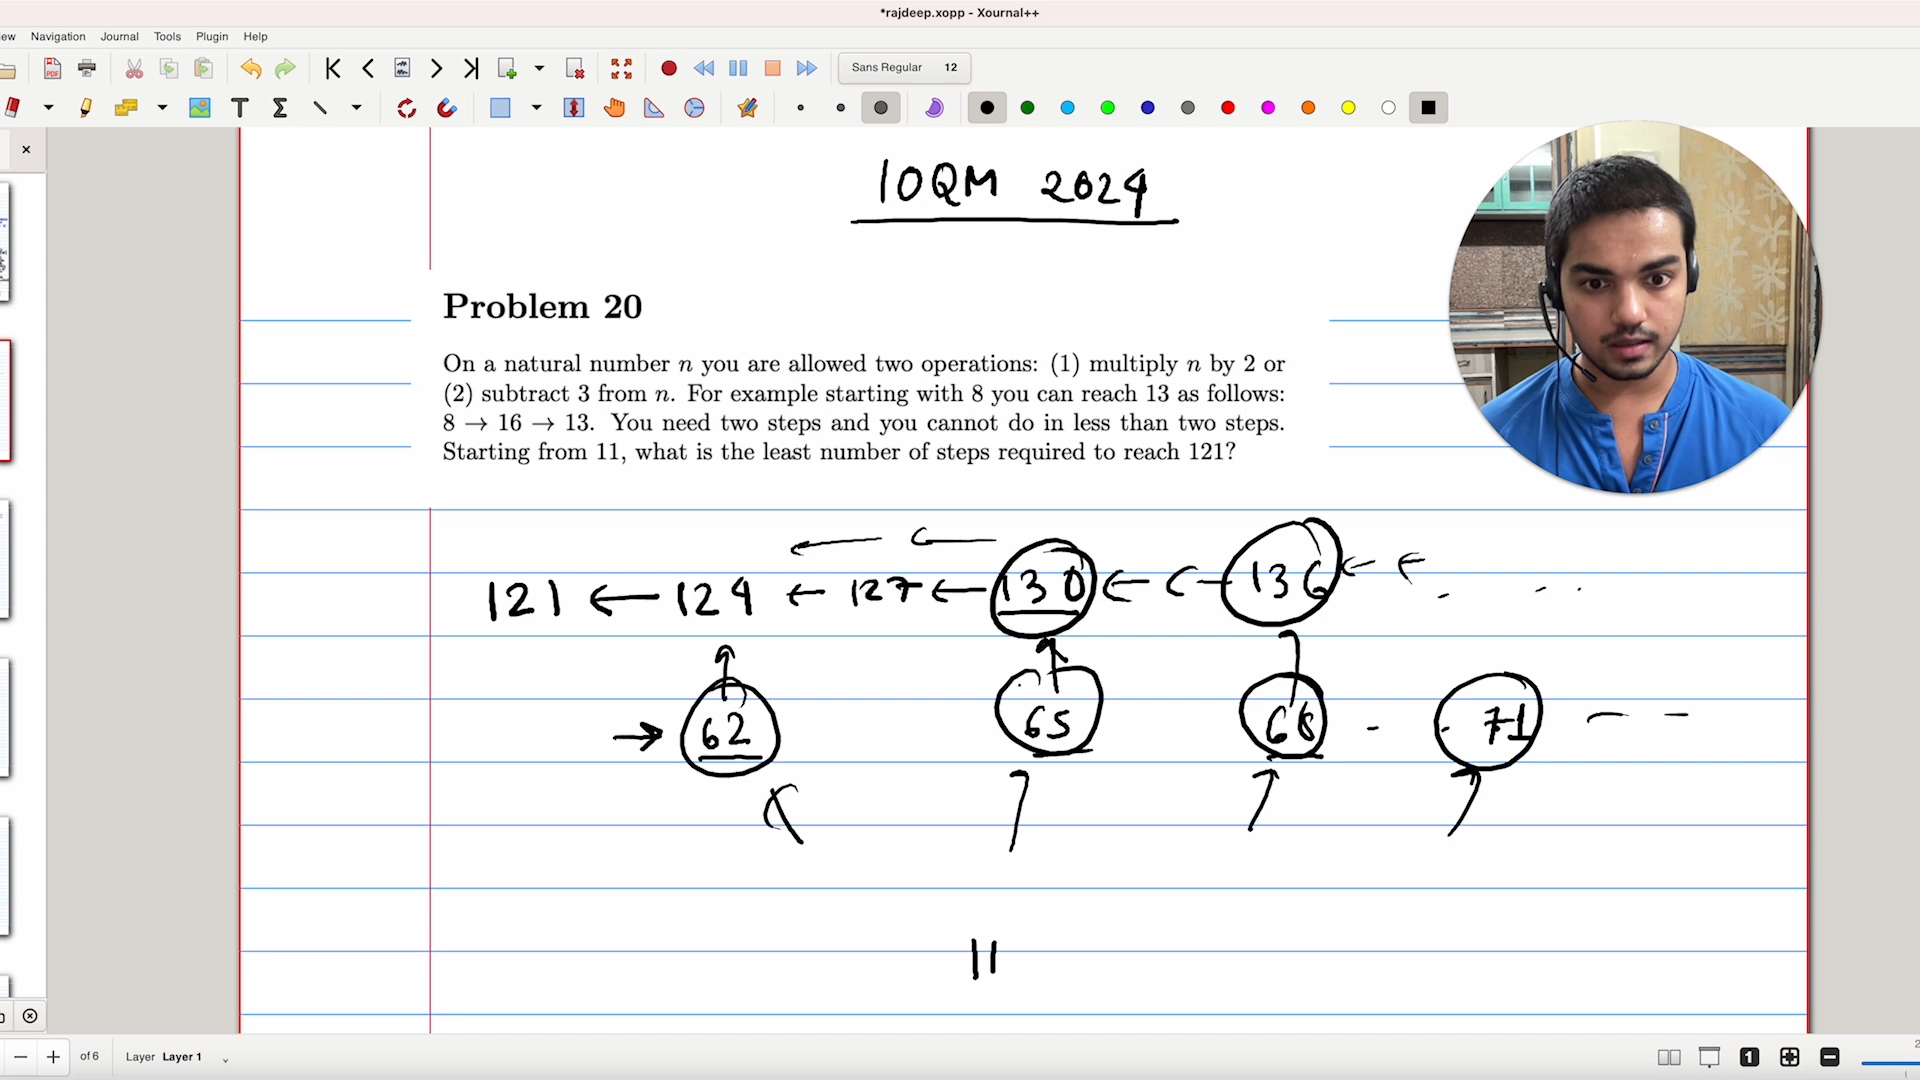 *rajdeep.xopp - Xournal++
ew Navigation Journal Tools Plugin Help
Sans Regular 12
IOQM 2024
Problem 20
On a natural number n you are allowed two operations: (1) multiply n by 2 or
(2) subtract 3 from n. For example starting with 8 you can reach 13 as follows:
8 → 16 → 13. You need two steps and you cannot do in less than two steps.
Starting from 11, what is the least number of steps required to reach 121?
121 ← 124 ← 127 ← 130 ← ← 136 ← ← . . .
→ 62 65 68 - - 71 - -
11
of 6 Layer Layer 1